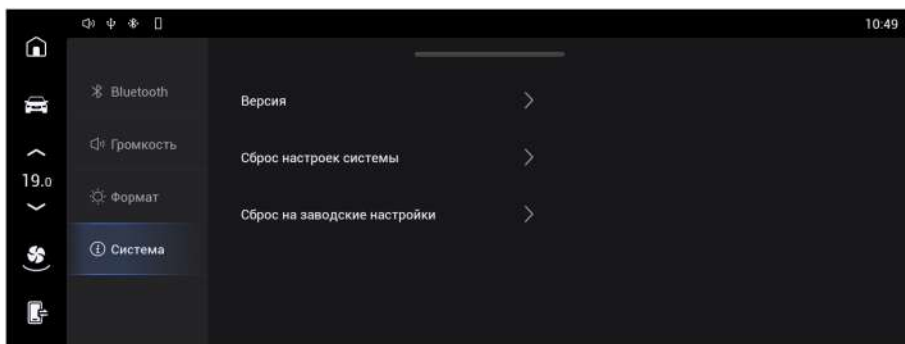 10:49
19.0
Bluetooth
Громкость
Формат
Система
Версия
Сброс настроек системы
Сброс на заводские настройки